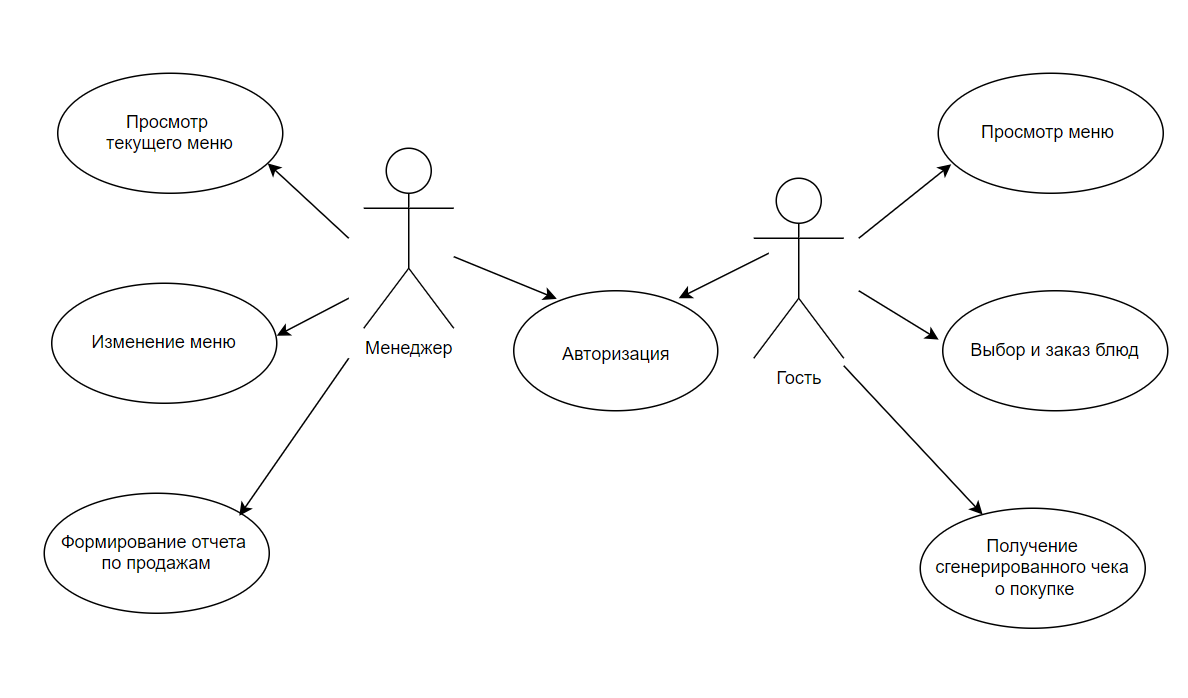 Просмотр
текущего меню
Просмотр меню
Изменение меню
Менеджер
Авторизация
Гость
Выбор и заказ блюд
Формирование отчета
по продажам
Получение
сгенерированного чека
о покупке